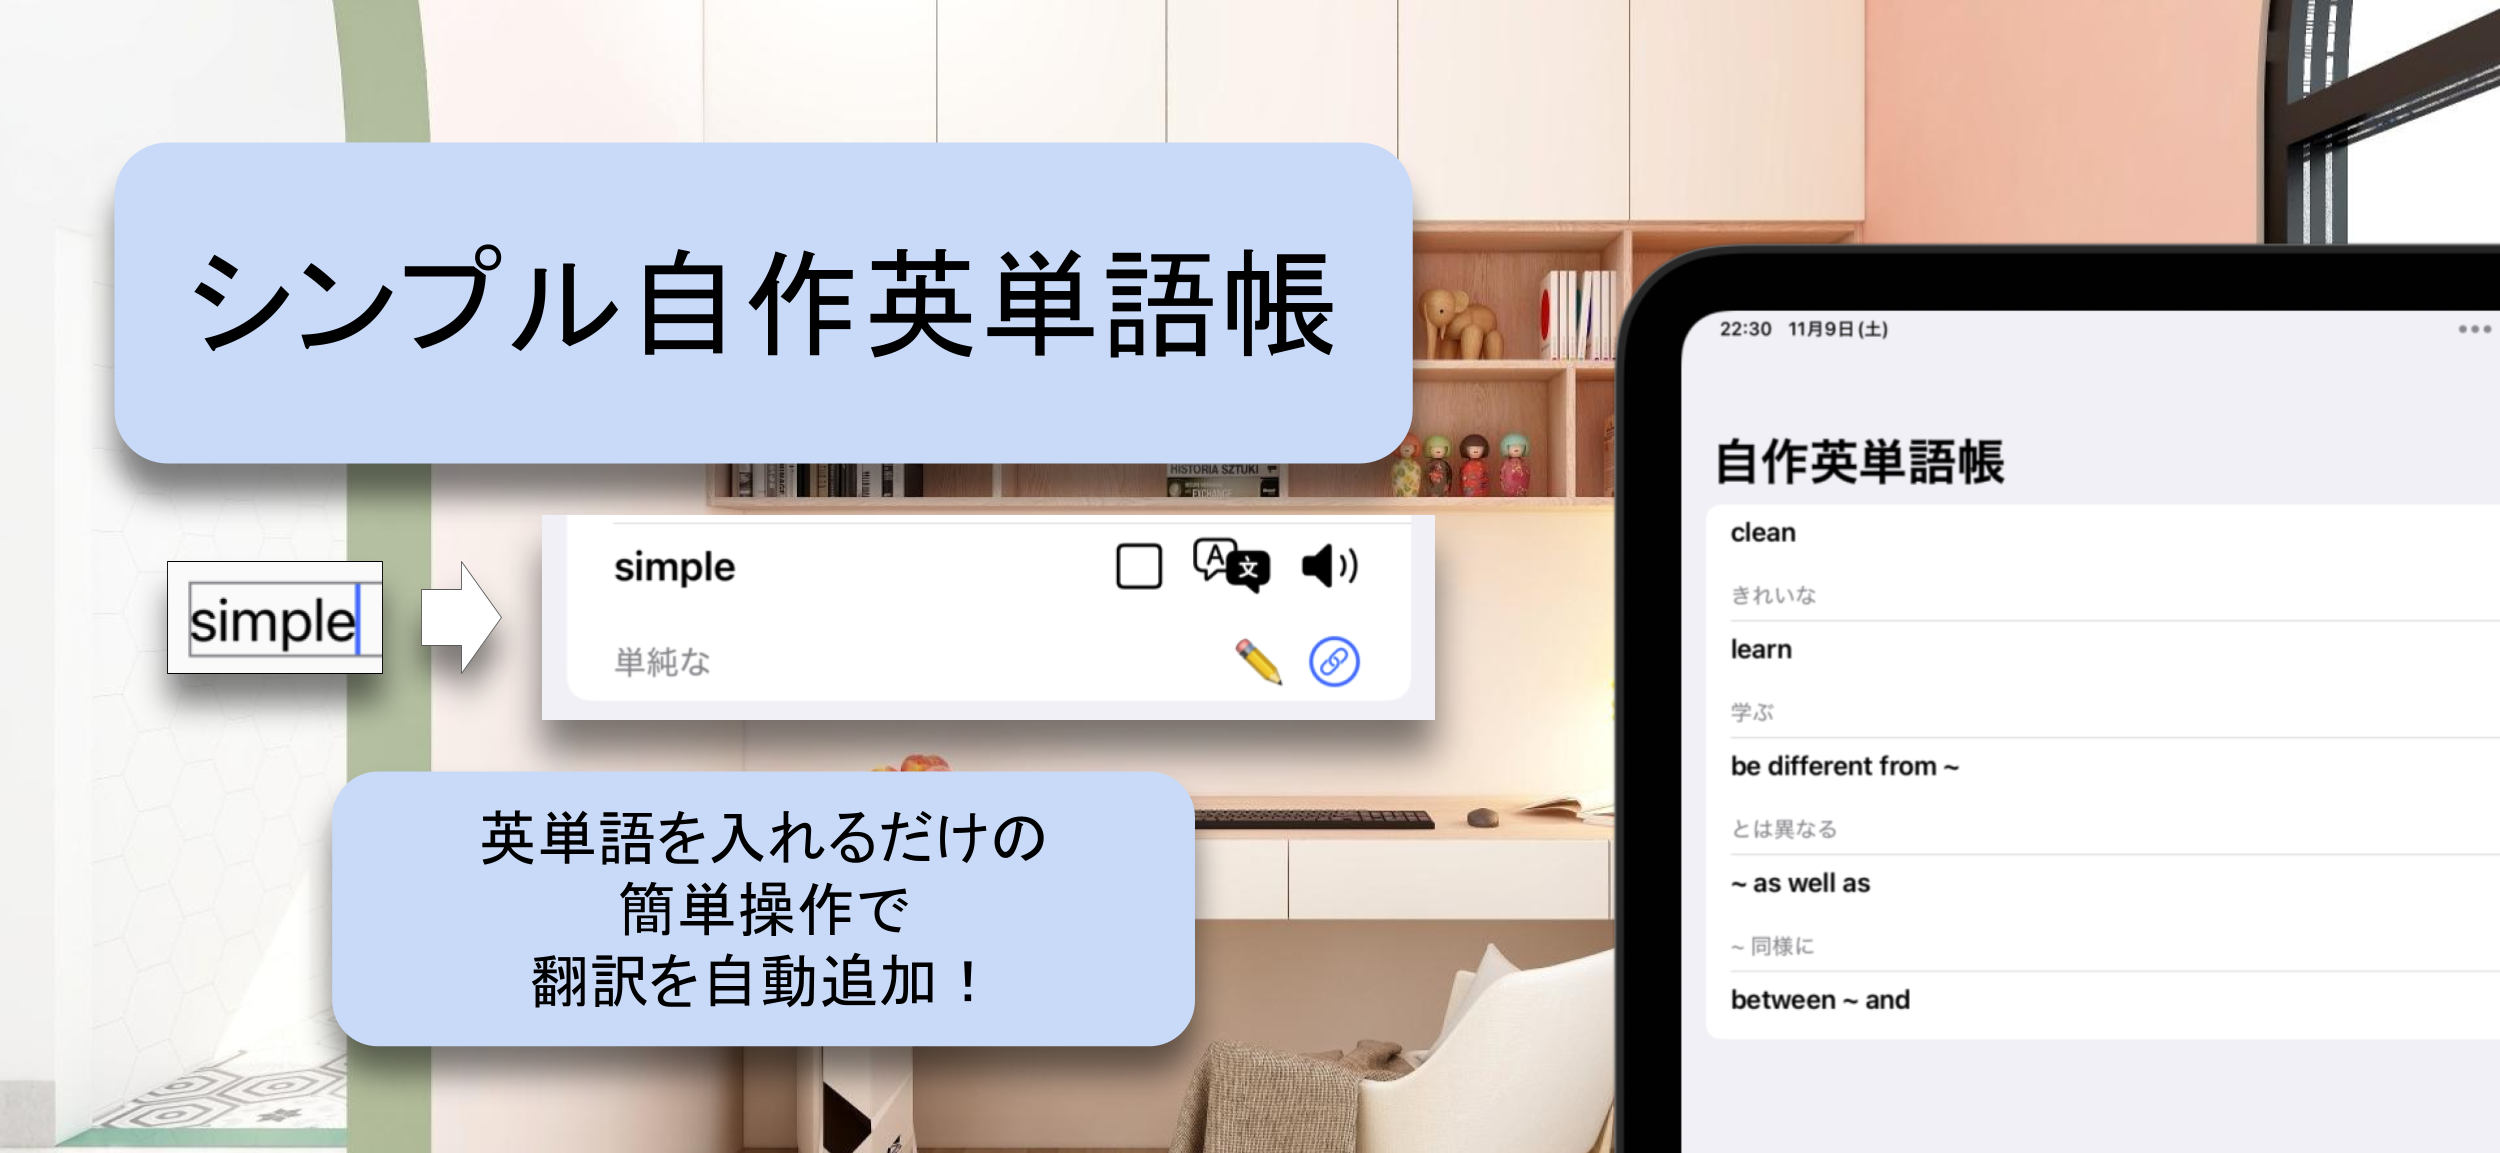 シンプル自作英単語帳
HISTORIA SZTUKI
EXCHANGE
simple
simple
単純な
英単語を入れるだけの
簡単操作で
翻訳を自動追加！
22:30 11月9日(土)
自作英単語帳
clean
きれいな
learn
学ぶ
be different from ~
とは異なる
~ as well as
~ 同様に
between ~ and